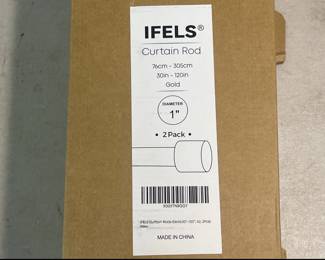 IFELS®
Curtain Rod
76cm - 305cm
30in - 120in
Gold
DIAMETER
1"
• 2 Pack •
MADE IN CHINA